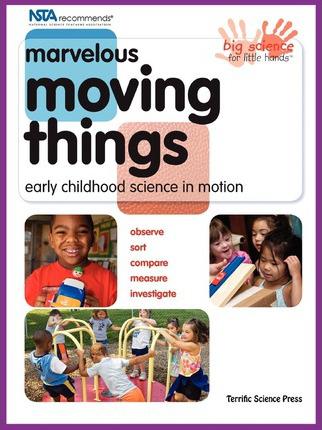 NSTA recommends®
NATIONAL SCIENCE TEACHERS ASSOCIATION
big science
for little hands™
marvelous
moving
things
early childhood science in motion
observe
sort
compare
measure
investigate
Terrific Science Press